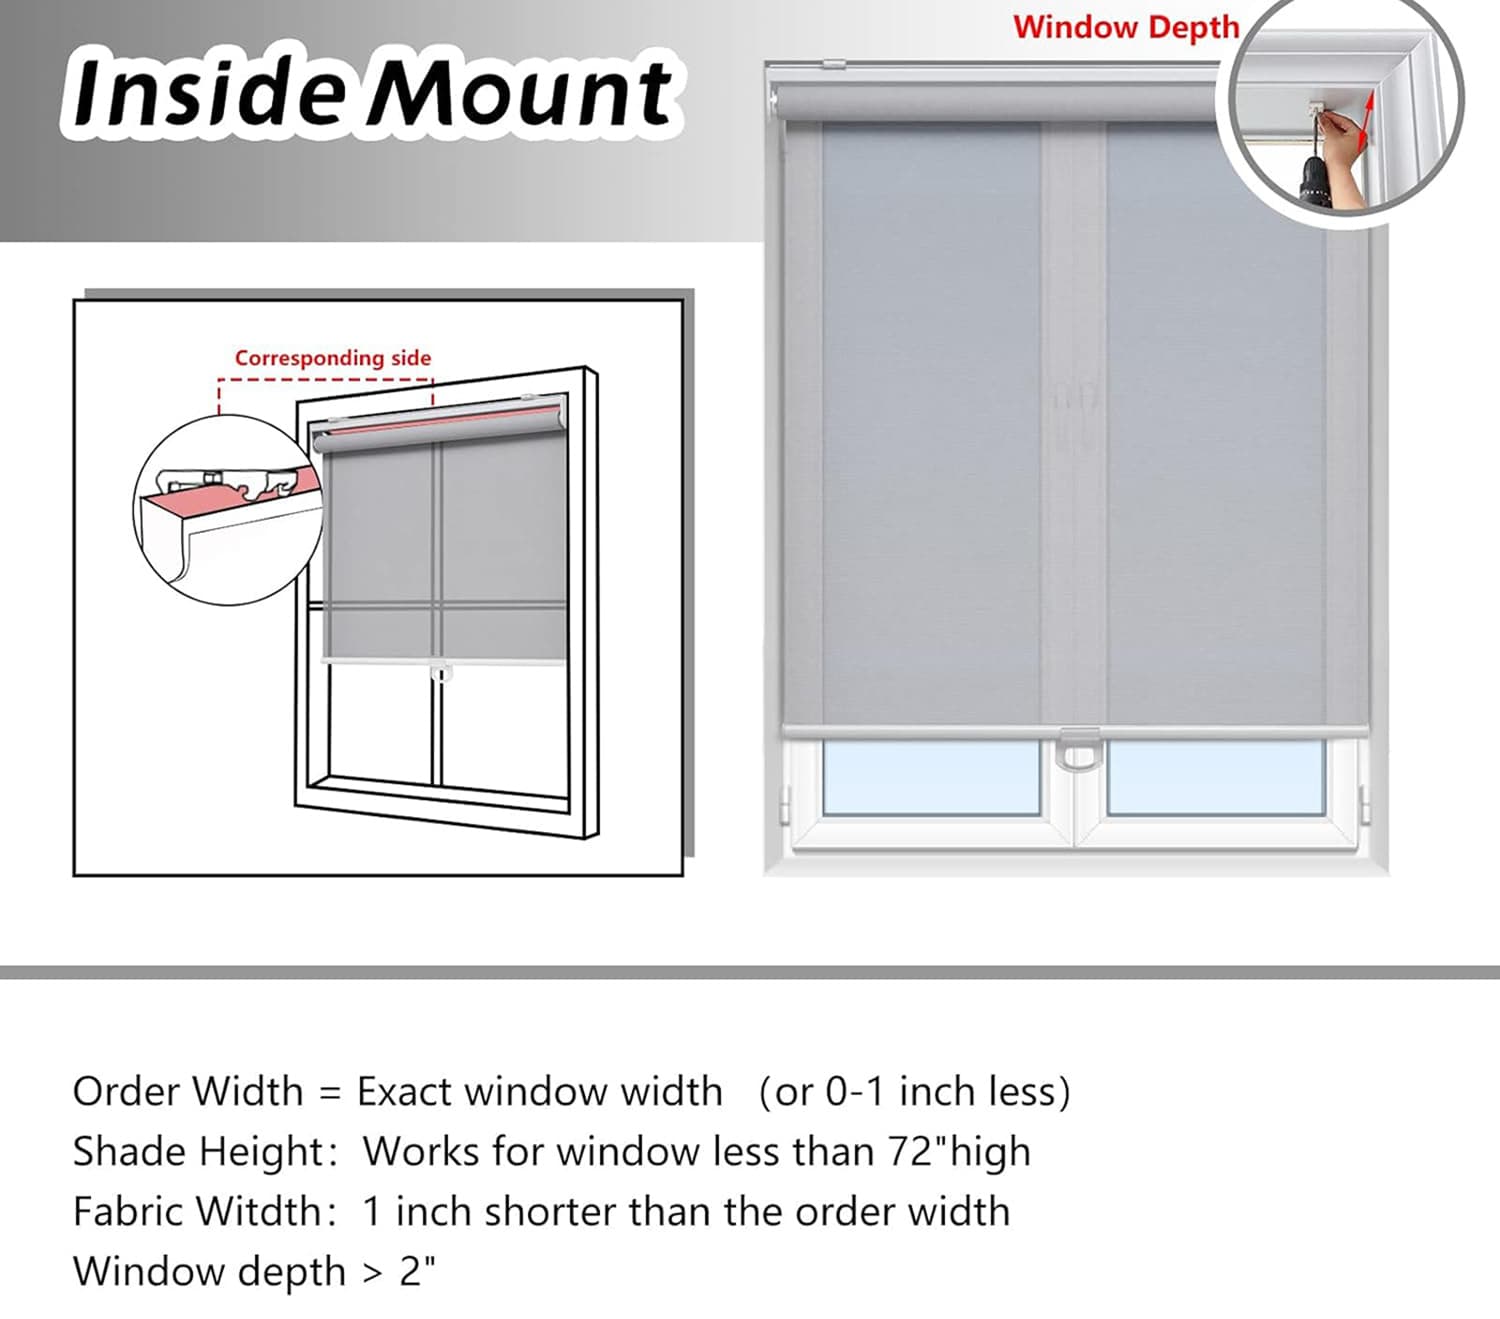 Inside Mount
Window Depth
Corresponding side
Order Width = Exact window width （or 0-1 inch less)
Shade Height： Works for window less than 72"high
Fabric Witdth： 1 inch shorter than the order width
Window depth > 2"